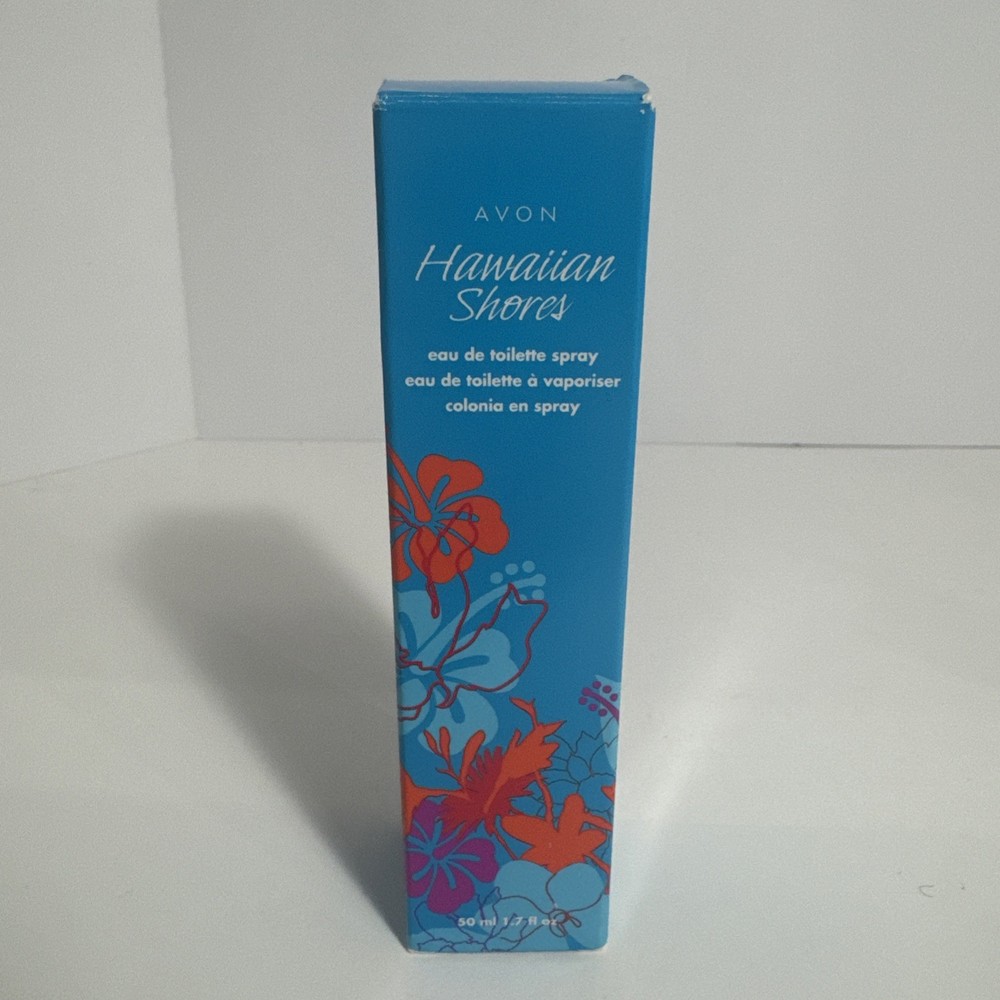 AVON
Hawaiian
Shores
eau de toilette spray
eau de toilette à vaporiser
colonia en spray
50 ml 1.7 fl oz